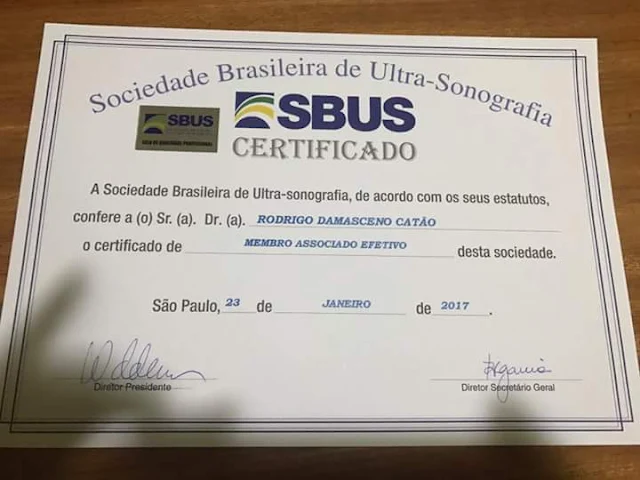 Sociedade Brasileira de Ultra-Sonografia
SBUS
SBUS
CERTIFICADO
A Sociedade Brasileira de Ultra-sonografia, de acordo com os seus estatutos,
confere a (o) Sr. (a). Dr. (a). RODRIGO DAMASCENO CATÃO
o certificado de MEMBRO ASSOCIADO EFETIVO desta sociedade.
São Paulo, 23 de JANEIRO de 2017.
Diretor Presidente
Diretor Secretário Geral